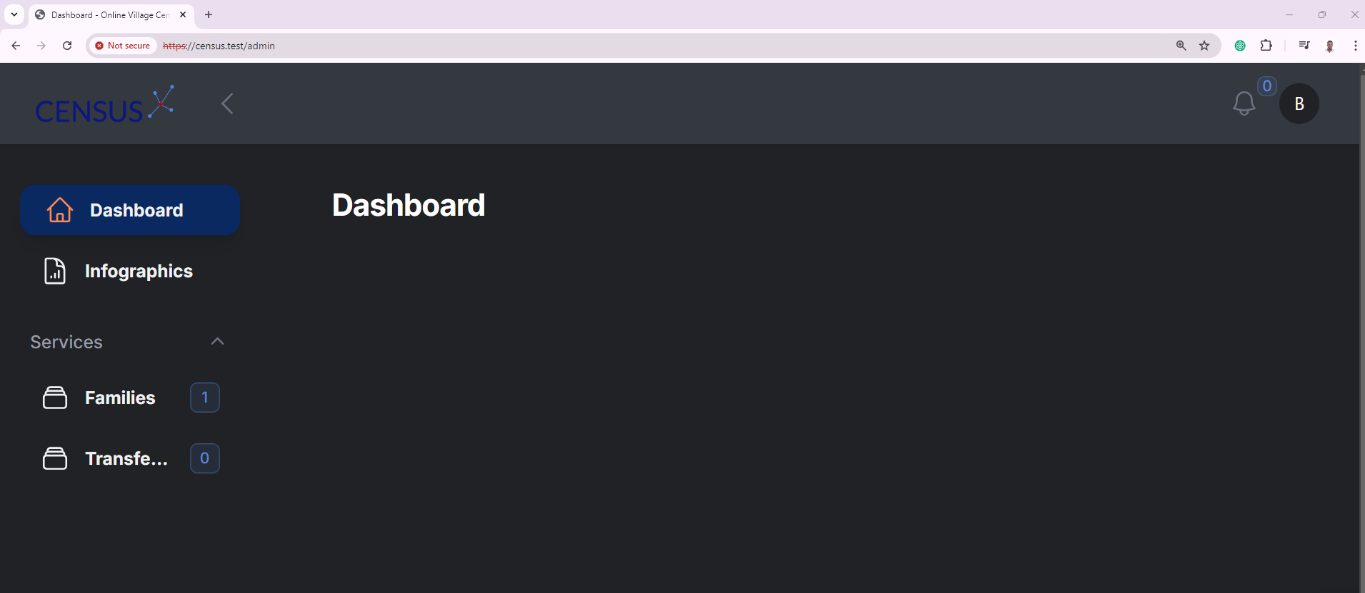 Dashboard - Online Village Cen
Not secure
https://census.test/admin
CENSUS
0
B
Dashboard
Dashboard
Infographics
Services
Families 1
Transfe... 0